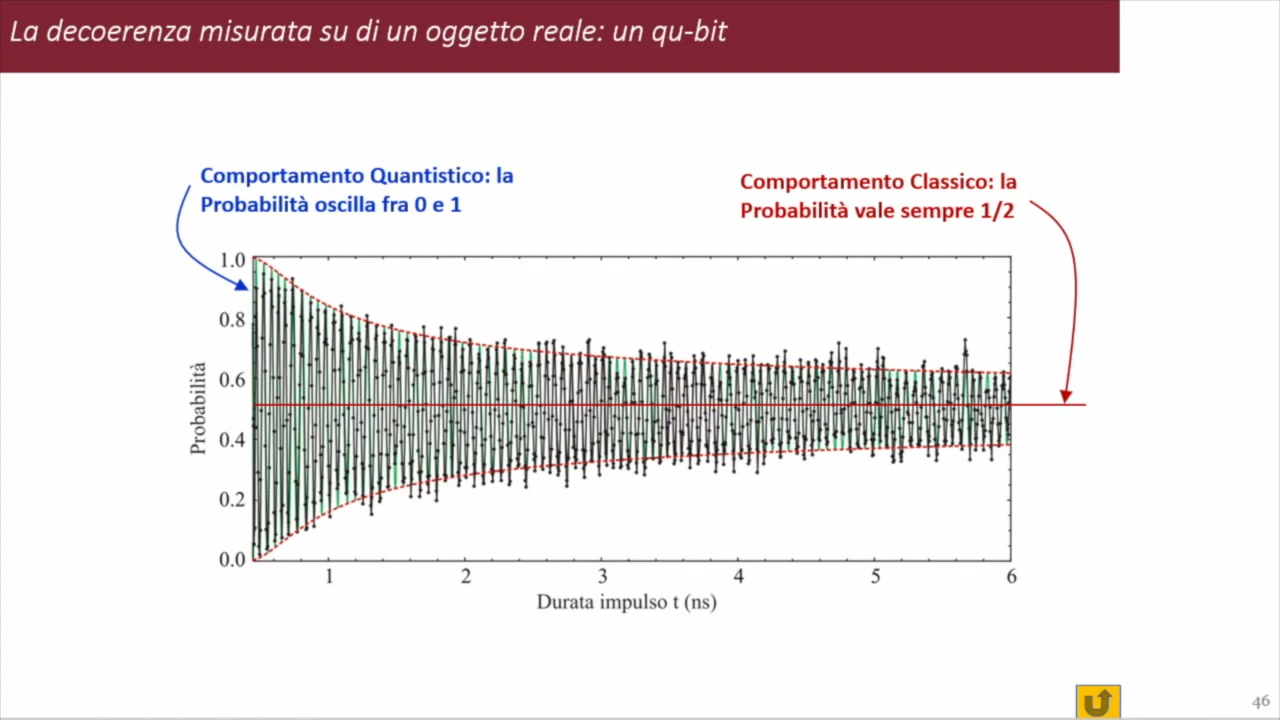 La decoerenza misurata su di un oggetto reale: un qu-bit
Comportamento Quantistico: la
Probabilità oscilla fra 0 e 1
Comportamento Classico: la
Probabilità vale sempre 1/2
1.0
0.8
0.6
0.4
0.2
0.0
Probabilità
1 2 3 4 5 6
Durata impulso t (ns)
46